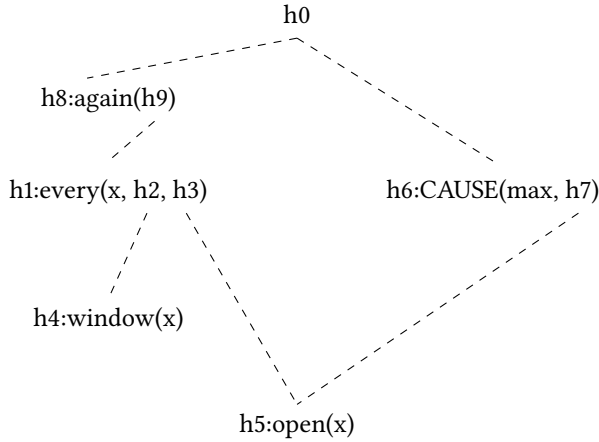 h0
h8:again(h9)
h1:every(x, h2, h3)
h6:CAUSE(max, h7)
h4:window(x)
h5:open(x)